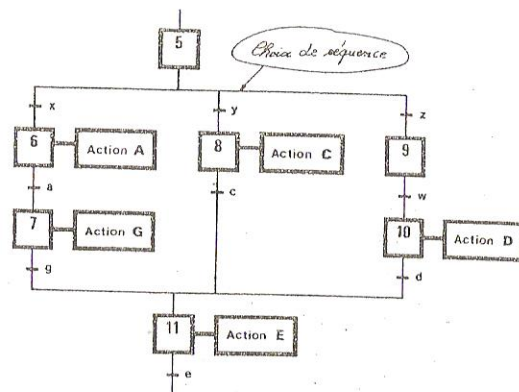 5
Choix de séquence
x
y
z
6
Action A
8
Action C
9
a
c
w
7
Action G
10
Action D
g
d
11
Action E
e